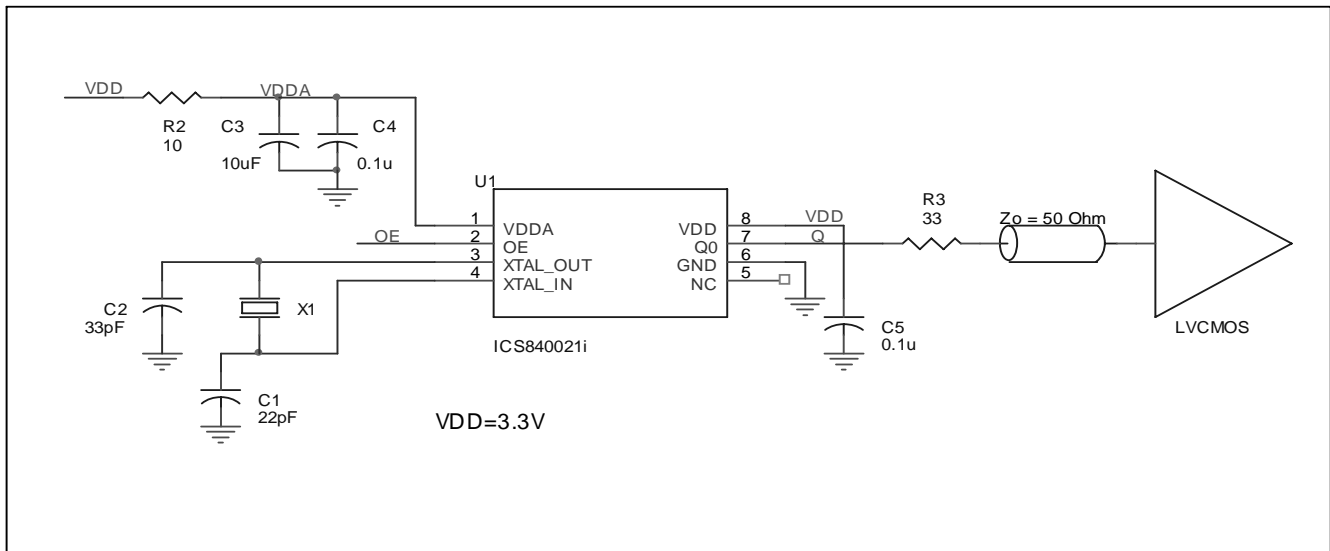 VDD
VDDA
R2
10
C3
10uF
C4
0.1u
U1
1
VDDA
2
OE
3
XTAL_OUT
4
XTAL_IN
VDD
8
Q0
7
GND
6
NC
5
ICS840021i
OE
VDD
Q
R3
33
Zo = 50 Ohm
LVCMOS
C5
0.1u
C2
33pF
X1
C1
22pF
VDD=3.3V